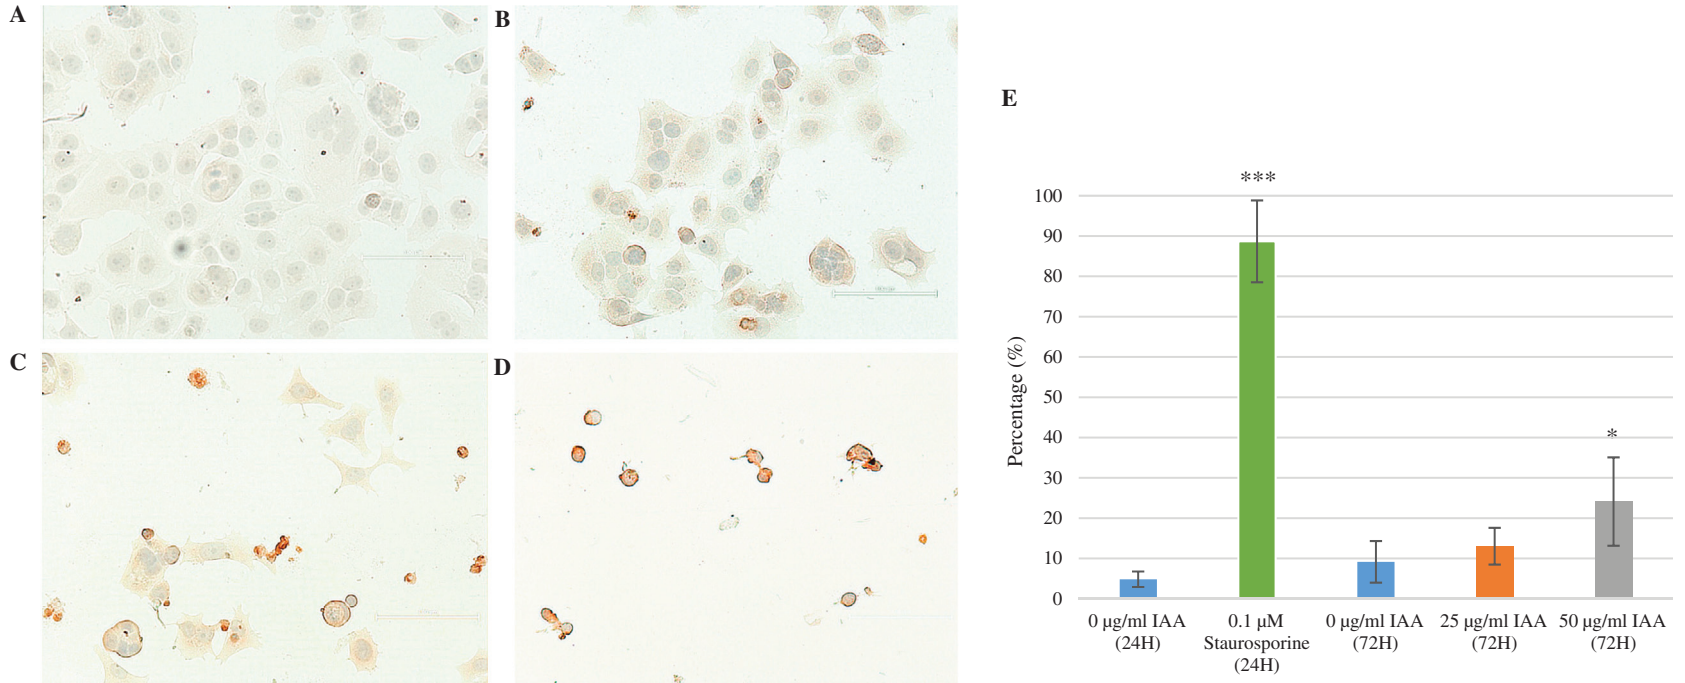 A
B
C
D
E
***
*
100
90
80
70
60
50
40
30
20
10
0
Percentage (%)
0 µg/ml IAA
(24H)
0.1 µM
Staurosporine
(24H)
0 µg/ml IAA
(72H)
25 µg/ml IAA
(72H)
50 µg/ml IAA
(72H)